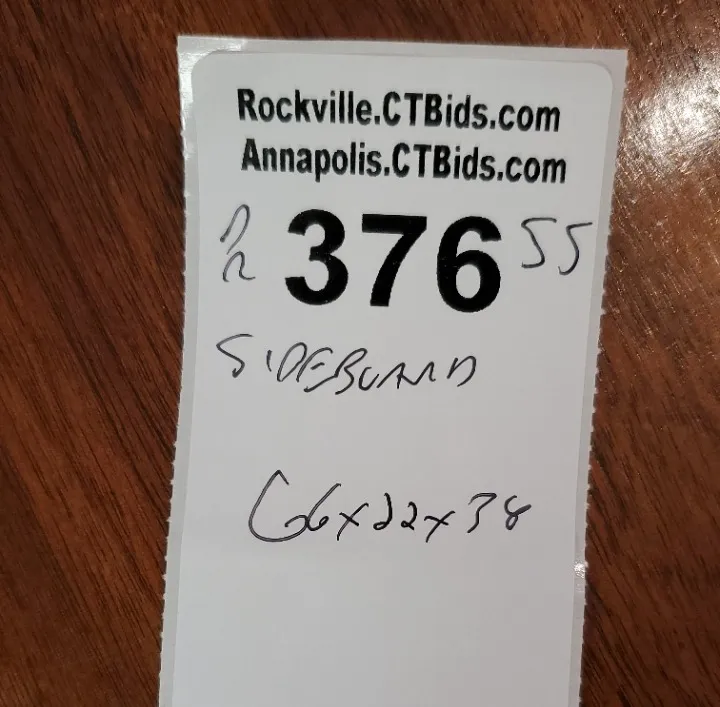 Rockville.CTBids.com
Annapolis.CTBids.com
376 55
SIDEBOARD
66x22x38